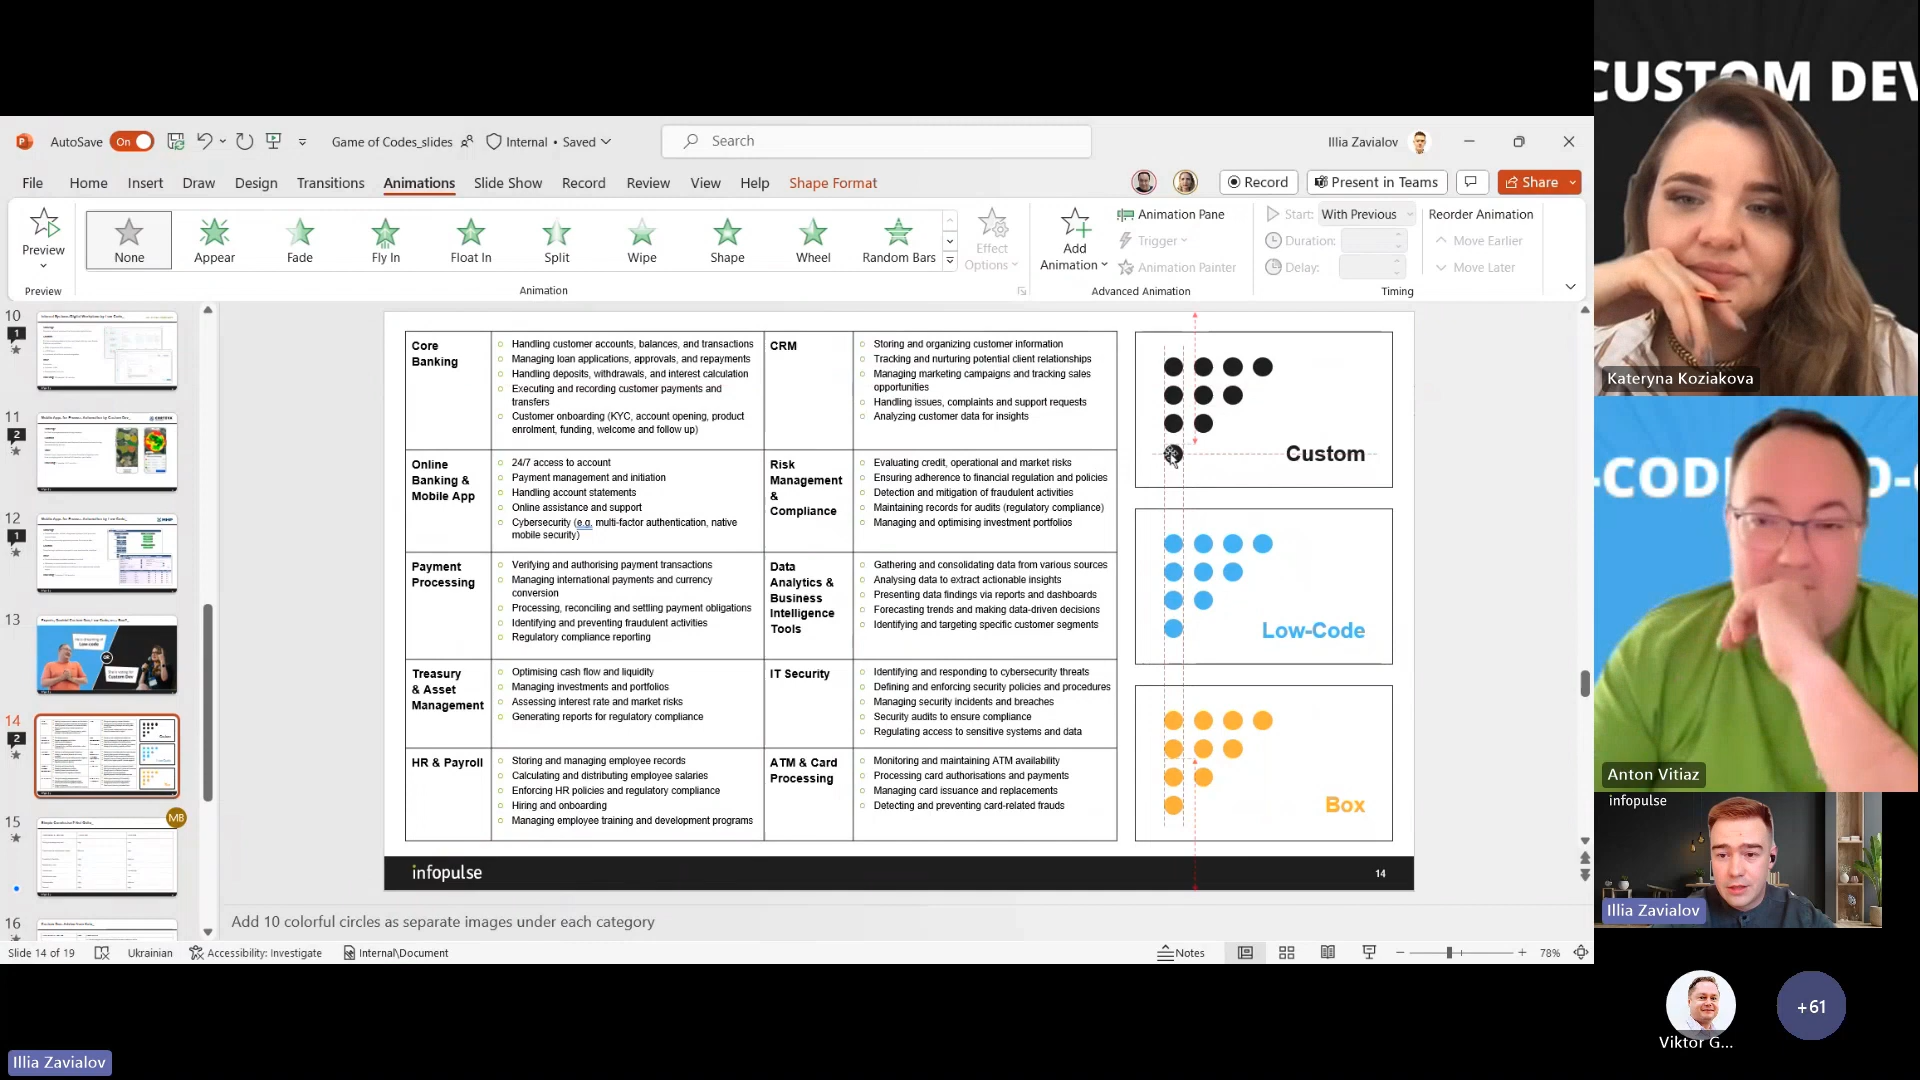 CUSTOM DEV
AutoSave
On
Game of Codes_slides
Internal • Saved
Search
Illia Zavialov
File
Home
Insert
Draw
Design
Transitions
Animations
Slide Show
Record
Review
View
Help
Shape Format
Record
Present in Teams
Share
Preview
None
Appear
Fade
Fly In
Float In
Split
Wipe
Shape
Wheel
Random Bars
Effect
Options
Add
Animation
Animation Pane
Trigger
Animation Painter
Start:
With Previous
Duration:
Delay:
Reorder Animation
Move Earlier
Move Later
Preview
Animation
Advanced Animation
Timing
10
1
11
2
12
1
13
OR
14
2
15
MB
16
Core
Banking
Handling customer accounts, balances, and transactions
Managing loan applications, approvals, and repayments
Handling deposits, withdrawals, and interest calculation
Executing and recording customer payments and
transfers
Customer onboarding (KYC, account opening, product
enrolment, funding, welcome and follow up)
CRM
Storing and organizing customer information
Tracking and nurturing potential client relationships
Managing marketing campaigns and tracking sales
opportunities
Handling issues, complaints and support requests
Analyzing customer data for insights
Online
Banking &
Mobile App
24/7 access to account
Payment management and initiation
Handling account statements
Online assistance and support
Cybersecurity (e.g. multi-factor authentication, native
mobile security)
Risk
Management
&
Compliance
Evaluating credit, operational and market risks
Ensuring adherence to financial regulation and policies
Detection and mitigation of fraudulent activities
Maintaining records for audits (regulatory compliance)
Managing and optimising investment portfolios
Payment
Processing
Verifying and authorising payment transactions
Managing international payments and currency
conversion
Processing, reconciling and settling payment obligations
Identifying and preventing fraudulent activities
Regulatory compliance reporting
Data
Analytics &
Business
Intelligence
Tools
Gathering and consolidating data from various sources
Analysing data to extract actionable insights
Presenting data findings via reports and dashboards
Forecasting trends and making data-driven decisions
Identifying and targeting specific customer segments
Treasury
& Asset
Management
Optimising cash flow and liquidity
Managing investments and portfolios
Assessing interest rate and market risks
Generating reports for regulatory compliance
IT Security
Identifying and responding to cybersecurity threats
Defining and enforcing security policies and procedures
Managing security incidents and breaches
Security audits to ensure compliance
Regulating access to sensitive systems and data
HR & Payroll
Storing and managing employee records
Calculating and distributing employee salaries
Enforcing HR policies and regulatory compliance
Hiring and onboarding
Managing employee training and development programs
ATM & Card
Processing
Monitoring and maintaining ATM availability
Processing card authorisations and payments
Managing card issuance and replacements
Detecting and preventing card-related frauds
Custom
Low-Code
Box
infopulse
14
Add 10 colorful circles as separate images under each category
Slide 14 of 19
Ukrainian
Accessibility: Investigate
Internal\Document
Notes
78%
Kateryna Koziakova
-COD
O-C
Anton Vitiaz
infopulse
Illia Zavialov
Viktor G...
+61
Illia Zavialov